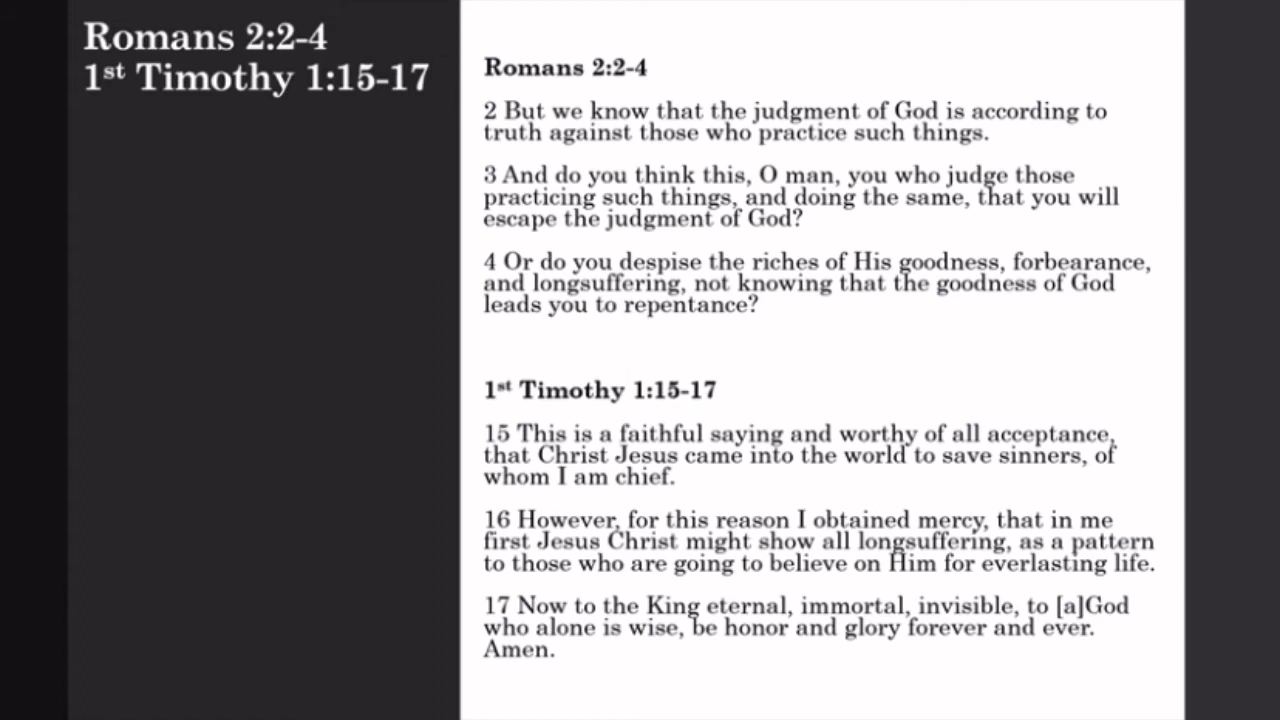 Romans 2:2-4
1st Timothy 1:15-17
Romans 2:2-4
2 But we know that the judgment of God is according to
truth against those who practice such things.
3 And do you think this, O man, you who judge those
practicing such things, and doing the same, that you will
escape the judgment of God?
4 Or do you despise the riches of His goodness, forbearance,
and longsuffering, not knowing that the goodness of God
leads you to repentance?
1st Timothy 1:15-17
15 This is a faithful saying and worthy of all acceptance,
that Christ Jesus came into the world to save sinners, of
whom I am chief.
16 However, for this reason I obtained mercy, that in me
first Jesus Christ might show all longsuffering, as a pattern
to those who are going to believe on Him for everlasting life.
17 Now to the King eternal, immortal, invisible, to [a]God
who alone is wise, be honor and glory forever and ever.
Amen.